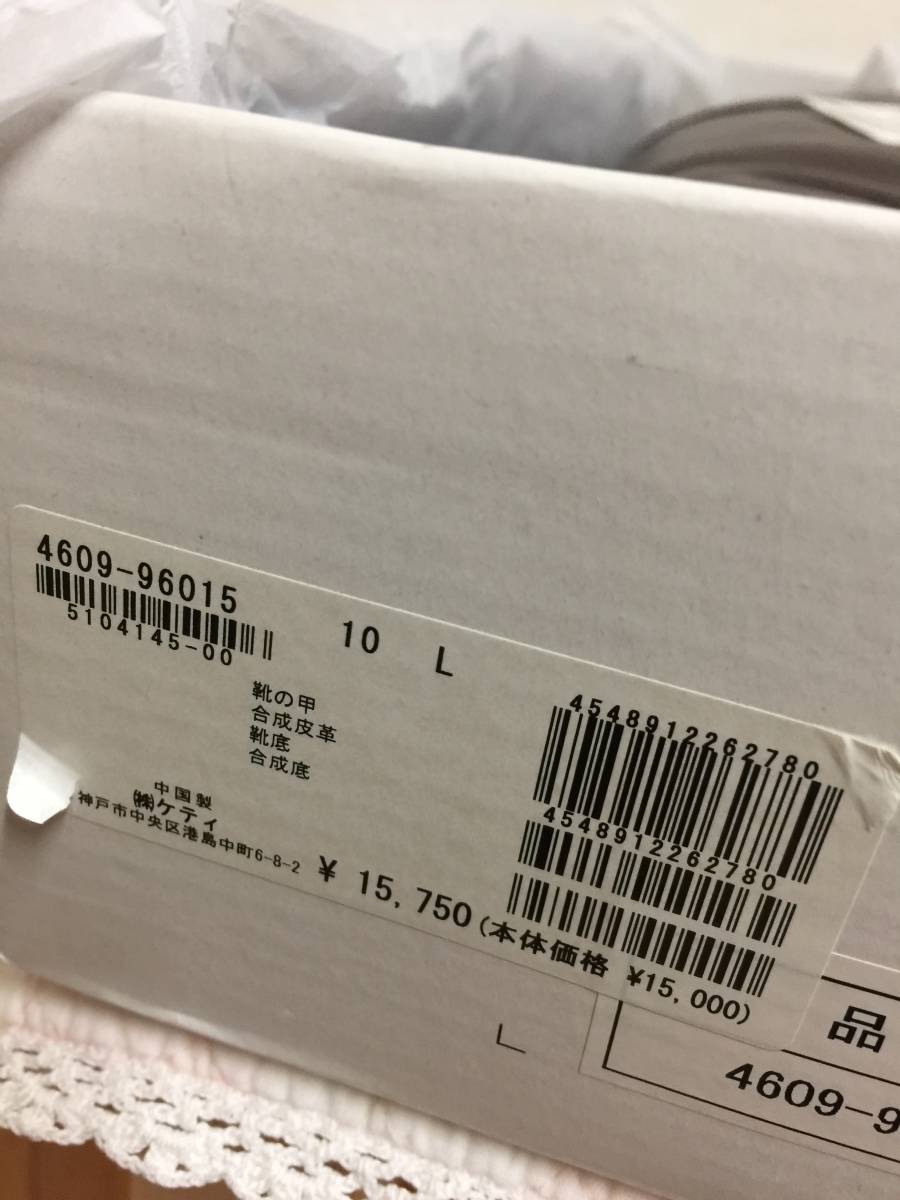 4609-96015
5104145-00
10 L
靴の甲
合成皮革
靴底
合成底
中国製
㈱ケティ
神戸市中央区港島中町6-8-2
4548912262780
4548912262780
¥ 15,750(本体価格 ¥15,000)
L
品
4609-9